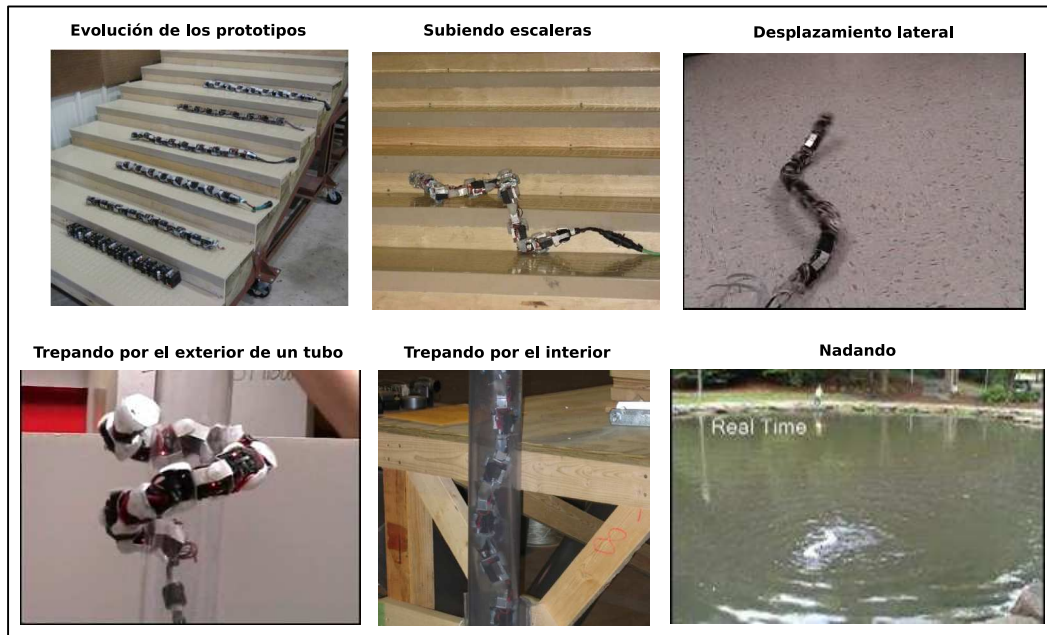 Evolución de los prototipos
Subiendo escaleras
Desplazamiento lateral
Trepando por el exterior de un tubo
Trepando por el interior
Nadando
Real Time